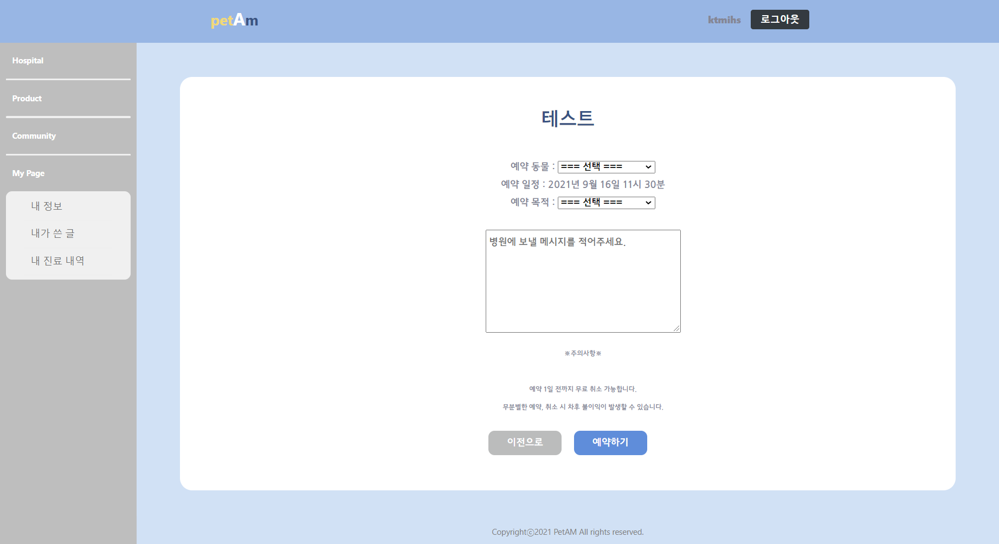 petAm
ktmihs 로그아웃
Hospital
Product
Community
My Page
내 정보
내가 쓴 글
내 진료 내역
테스트
예약 동물 : === 선택 ===
예약 일정 : 2021년 9월 16일 11시 30분
예약 목적 : === 선택 ===
병원에 보낼 메시지를 적어주세요.
※주의사항※
예약 1일 전까지 무료 취소 가능합니다.
무분별한 예약, 취소 시 차후 불이익이 발생할 수 있습니다.
이전으로 예약하기
Copyrightⓒ2021 PetAM All rights reserved.